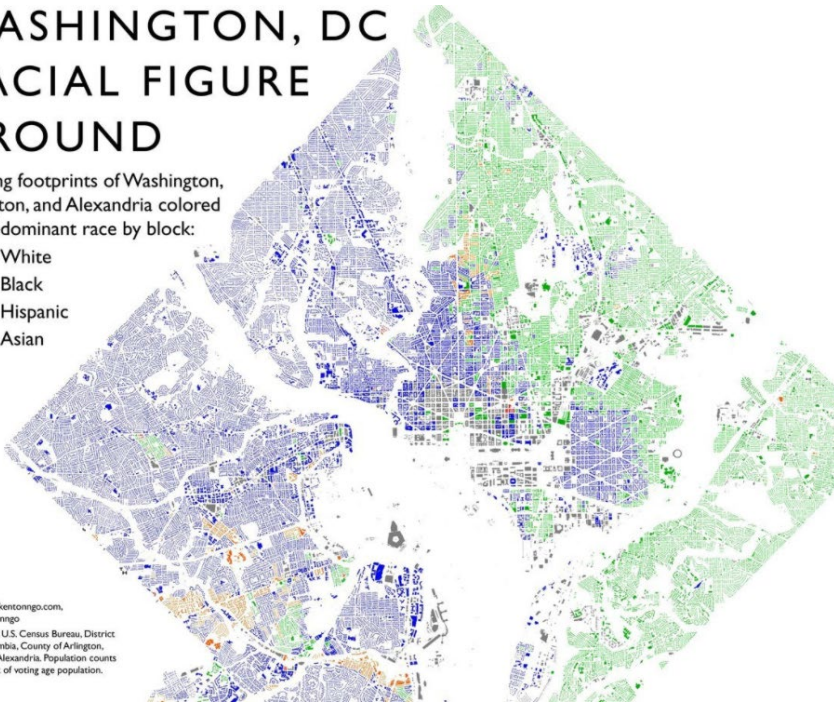 ASHINGTON, DC
ACIAL FIGURE
ROUND
ng footprints of Washington,
ton, and Alexandria colored
dominant race by block:
White
Black
Hispanic
Asian
kentonngo.com,
nngo
U.S. Census Bureau, District
mbia, County of Arlington,
Alexandria. Population counts
t of voting age population.